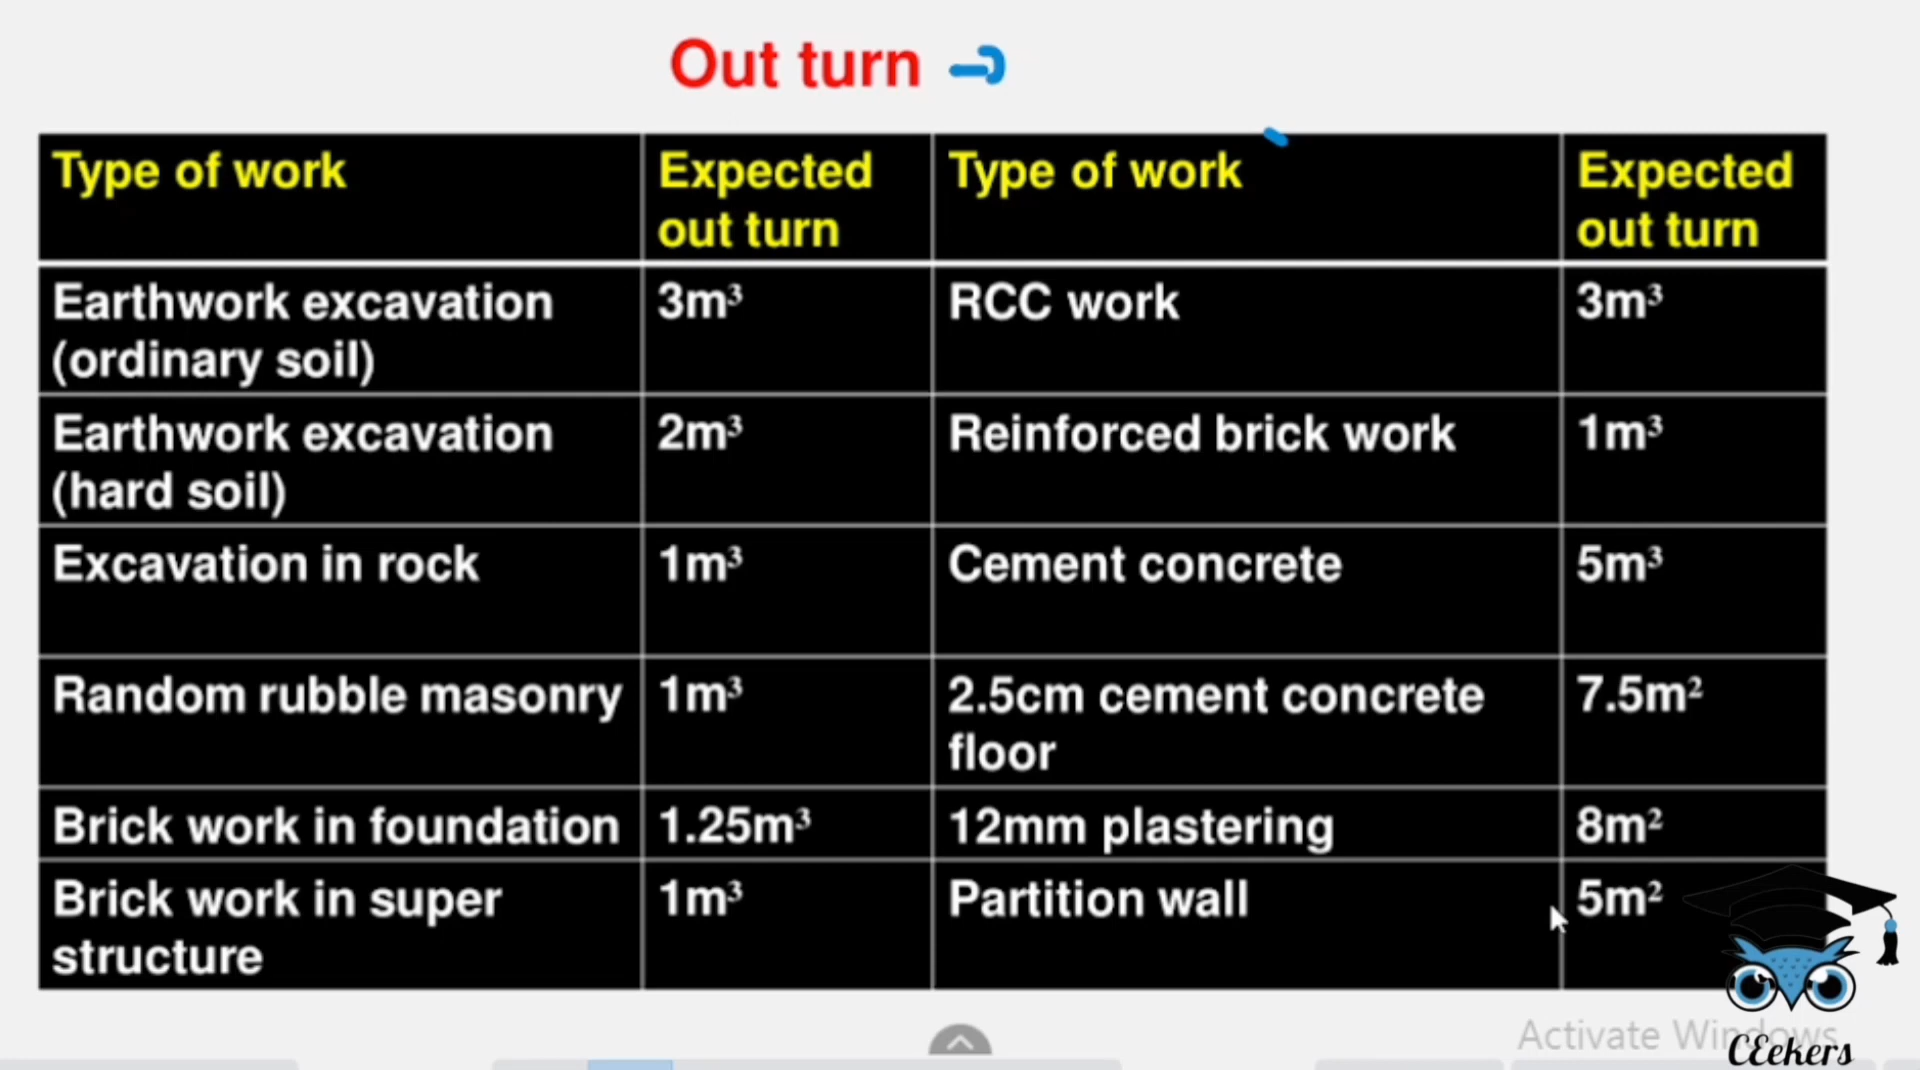 Out turn
Type of work
Expected
out turn
Type of work
Expected
out turn
Earthwork excavation
(ordinary soil)
3m³
RCC work
3m³
Earthwork excavation
(hard soil)
2m³
Reinforced brick work
1m³
Excavation in rock
1m³
Cement concrete
5m³
Random rubble masonry
1m³
2.5cm cement concrete
floor
7.5m²
Brick work in foundation
1.25m³
12mm plastering
8m²
Brick work in super
structure
1m³
Partition wall
5m²
Activate Windows
CEekers